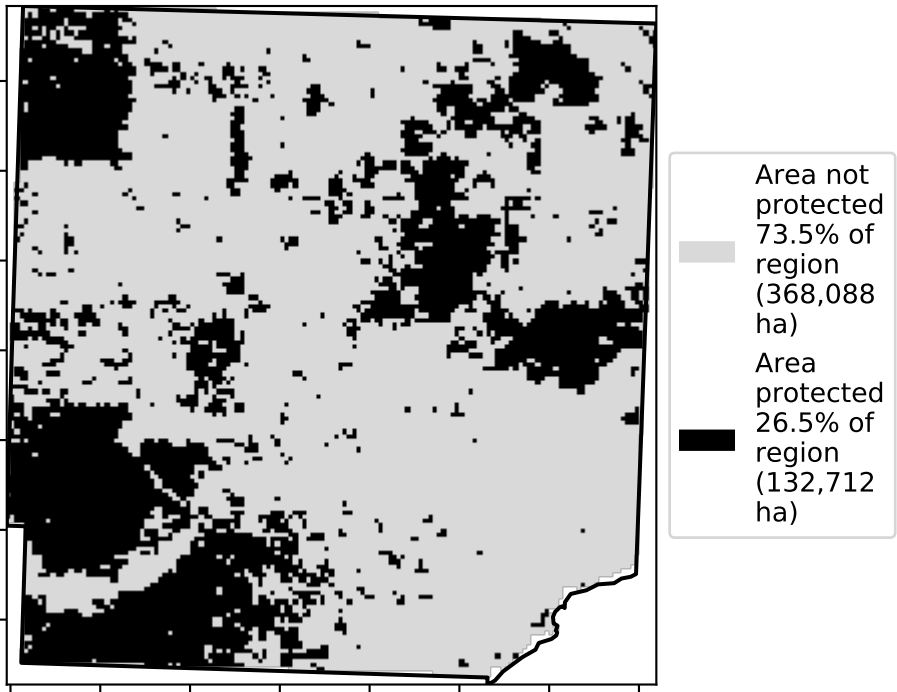 Area not
protected
73.5% of
region
(368,088
ha)
Area
protected
26.5% of
region
(132,712
ha)